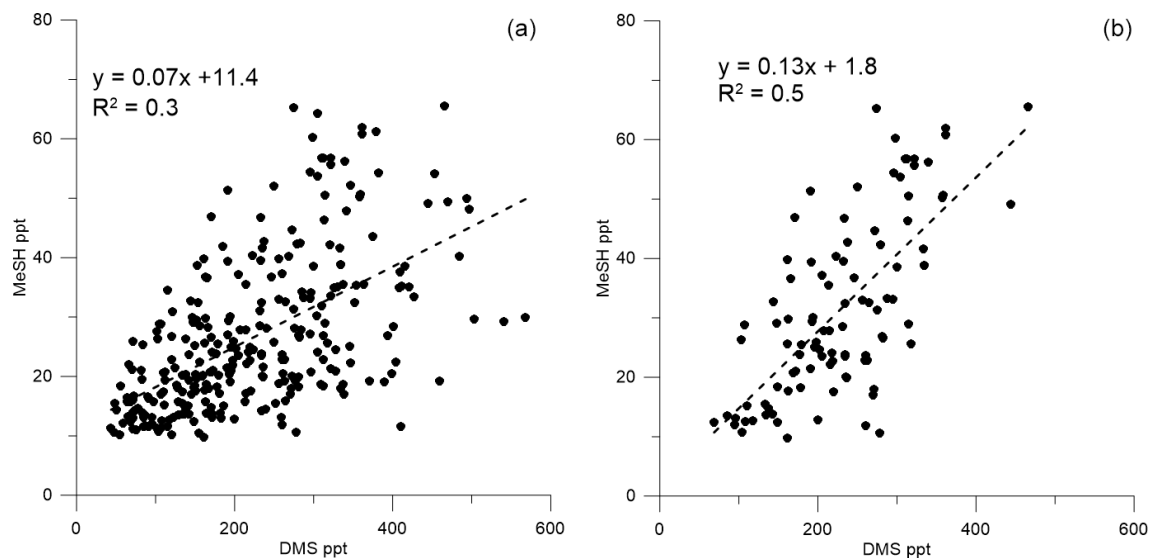 (a)
y = 0.07x +11.4
R² = 0.3
80
60
40
20
0
MeSH ppt
0
200
400
600
DMS ppt
(b)
y = 0.13x + 1.8
R² = 0.5
80
60
40
20
0
MeSH ppt
0
200
400
600
DMS ppt